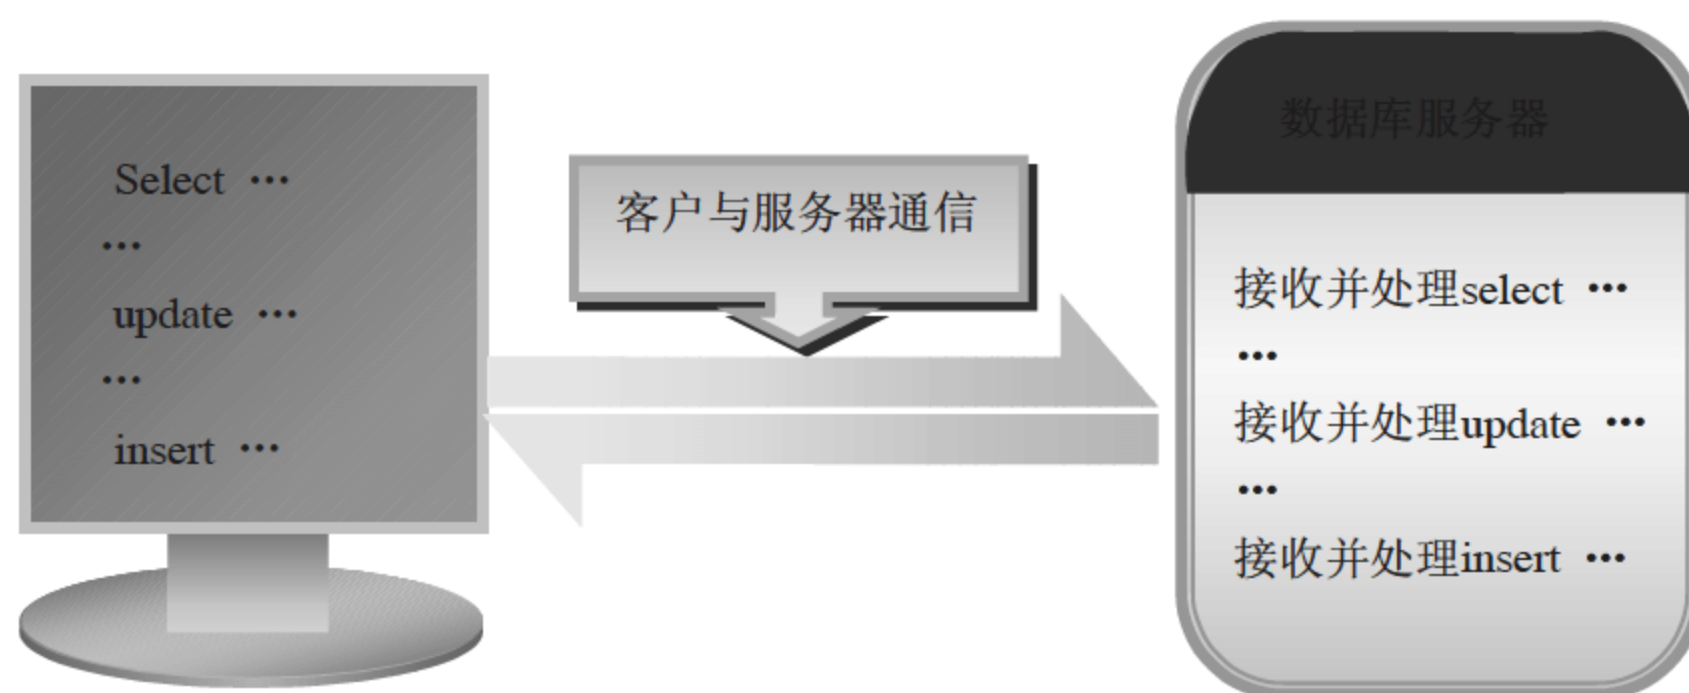 Select …
…
update …
…
insert …
客户与服务器通信
数据库服务器
接收并处理select …
…
接收并处理update …
…
接收并处理insert …